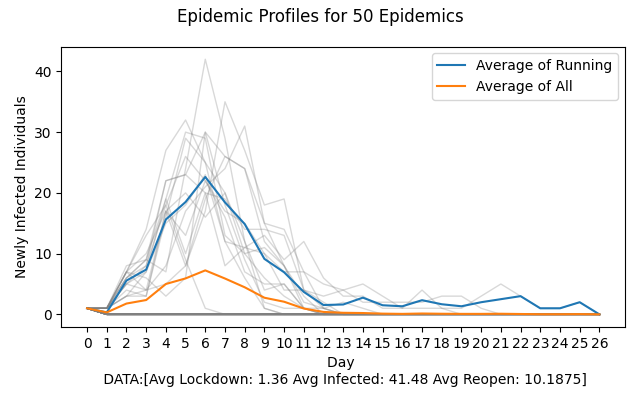 Epidemic Profiles for 50 Epidemics
Average of Running
Average of All
Newly Infected Individuals
40
30
20
10
0
0 1 2 3 4 5 6 7 8 9 10 11 12 13 14 15 16 17 18 19 20 21 22 23 24 25 26
Day
DATA:[Avg Lockdown: 1.36 Avg Infected: 41.48 Avg Reopen: 10.1875]